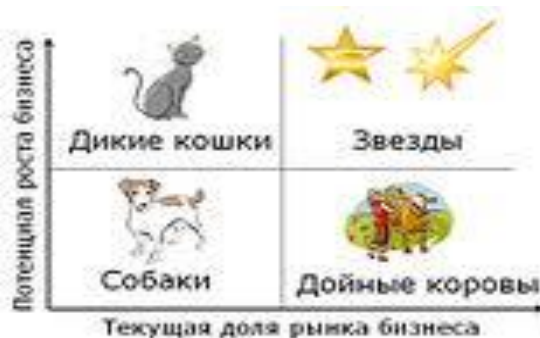 Потенциал роста бизнеса
Дикие кошки
Звезды
Собаки
Дойные коровы
Текущая доля рынка бизнеса